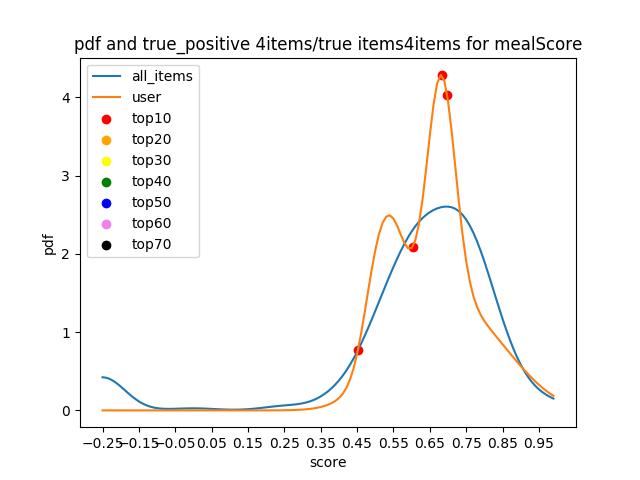 pdf and true_positive 4items/true items4items for mealScore
all_items
user
top10
top20
top30
top40
top50
top60
top70
pdf
4
3
2
1
0
−0.25−0.15−0.05 0.05 0.15 0.25 0.35 0.45 0.55 0.65 0.75 0.85 0.95
score